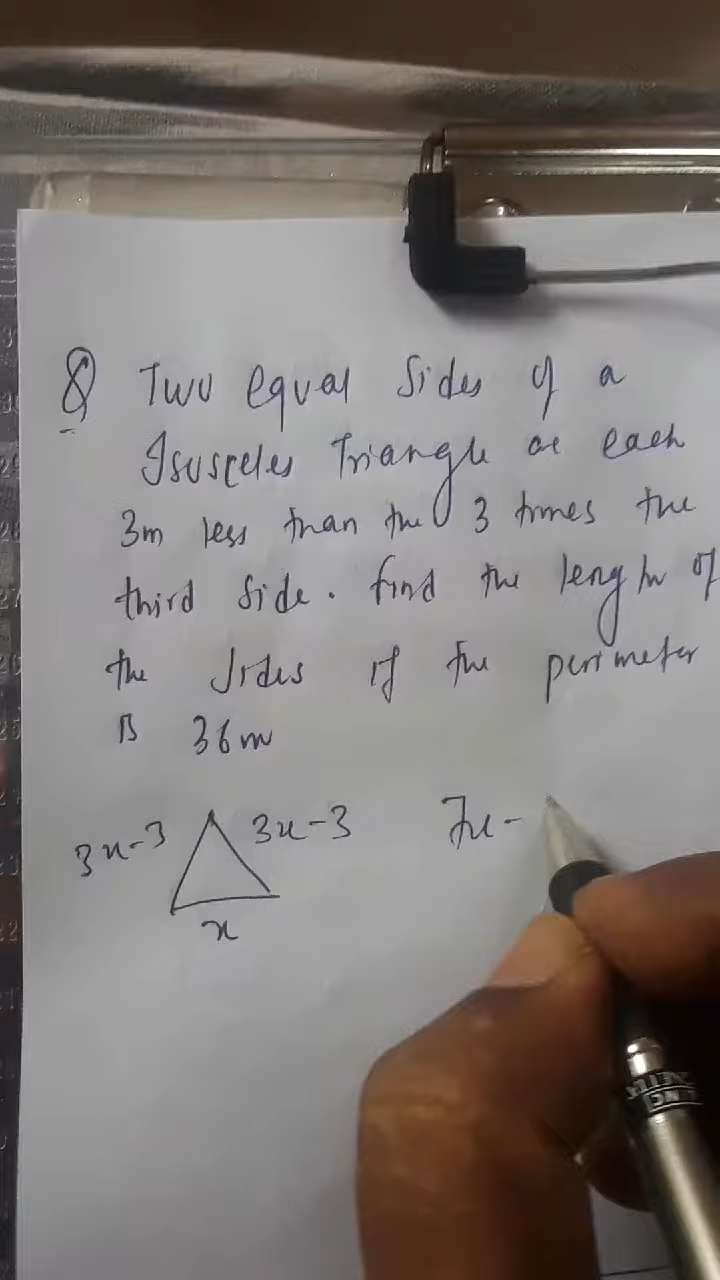 Q Two equal sides of a
Isusceles Triangle are each
3m less than the 3 times the
third side. find the length of
the sides if the perimeter
is 36m
3x-3 3x-3 7x-
x